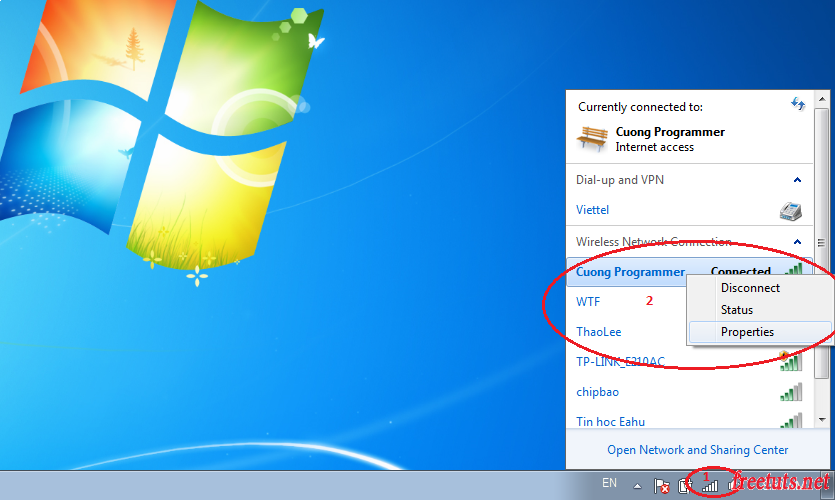 Currently connected to:
Cuong Programmer
Internet access
Dial-up and VPN
Viettel
Wireless Network Connection
Cuong Programmer Connected
Disconnect
WTF 2
Status
ThaoLee
Properties
TP-LINK_E210AC
chipbao
Tin hoc Eahu
Open Network and Sharing Center
EN 1 freetuts.net